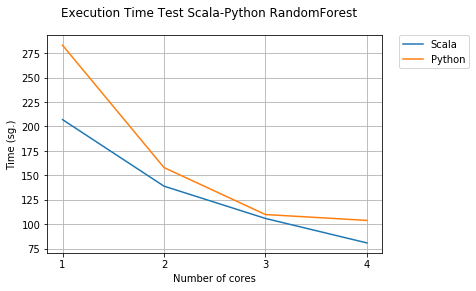 Execution Time Test Scala-Python RandomForest
Scala
Python
275
250
225
200
175
150
125
100
75
Time (sg.)
1 2 3 4
Number of cores